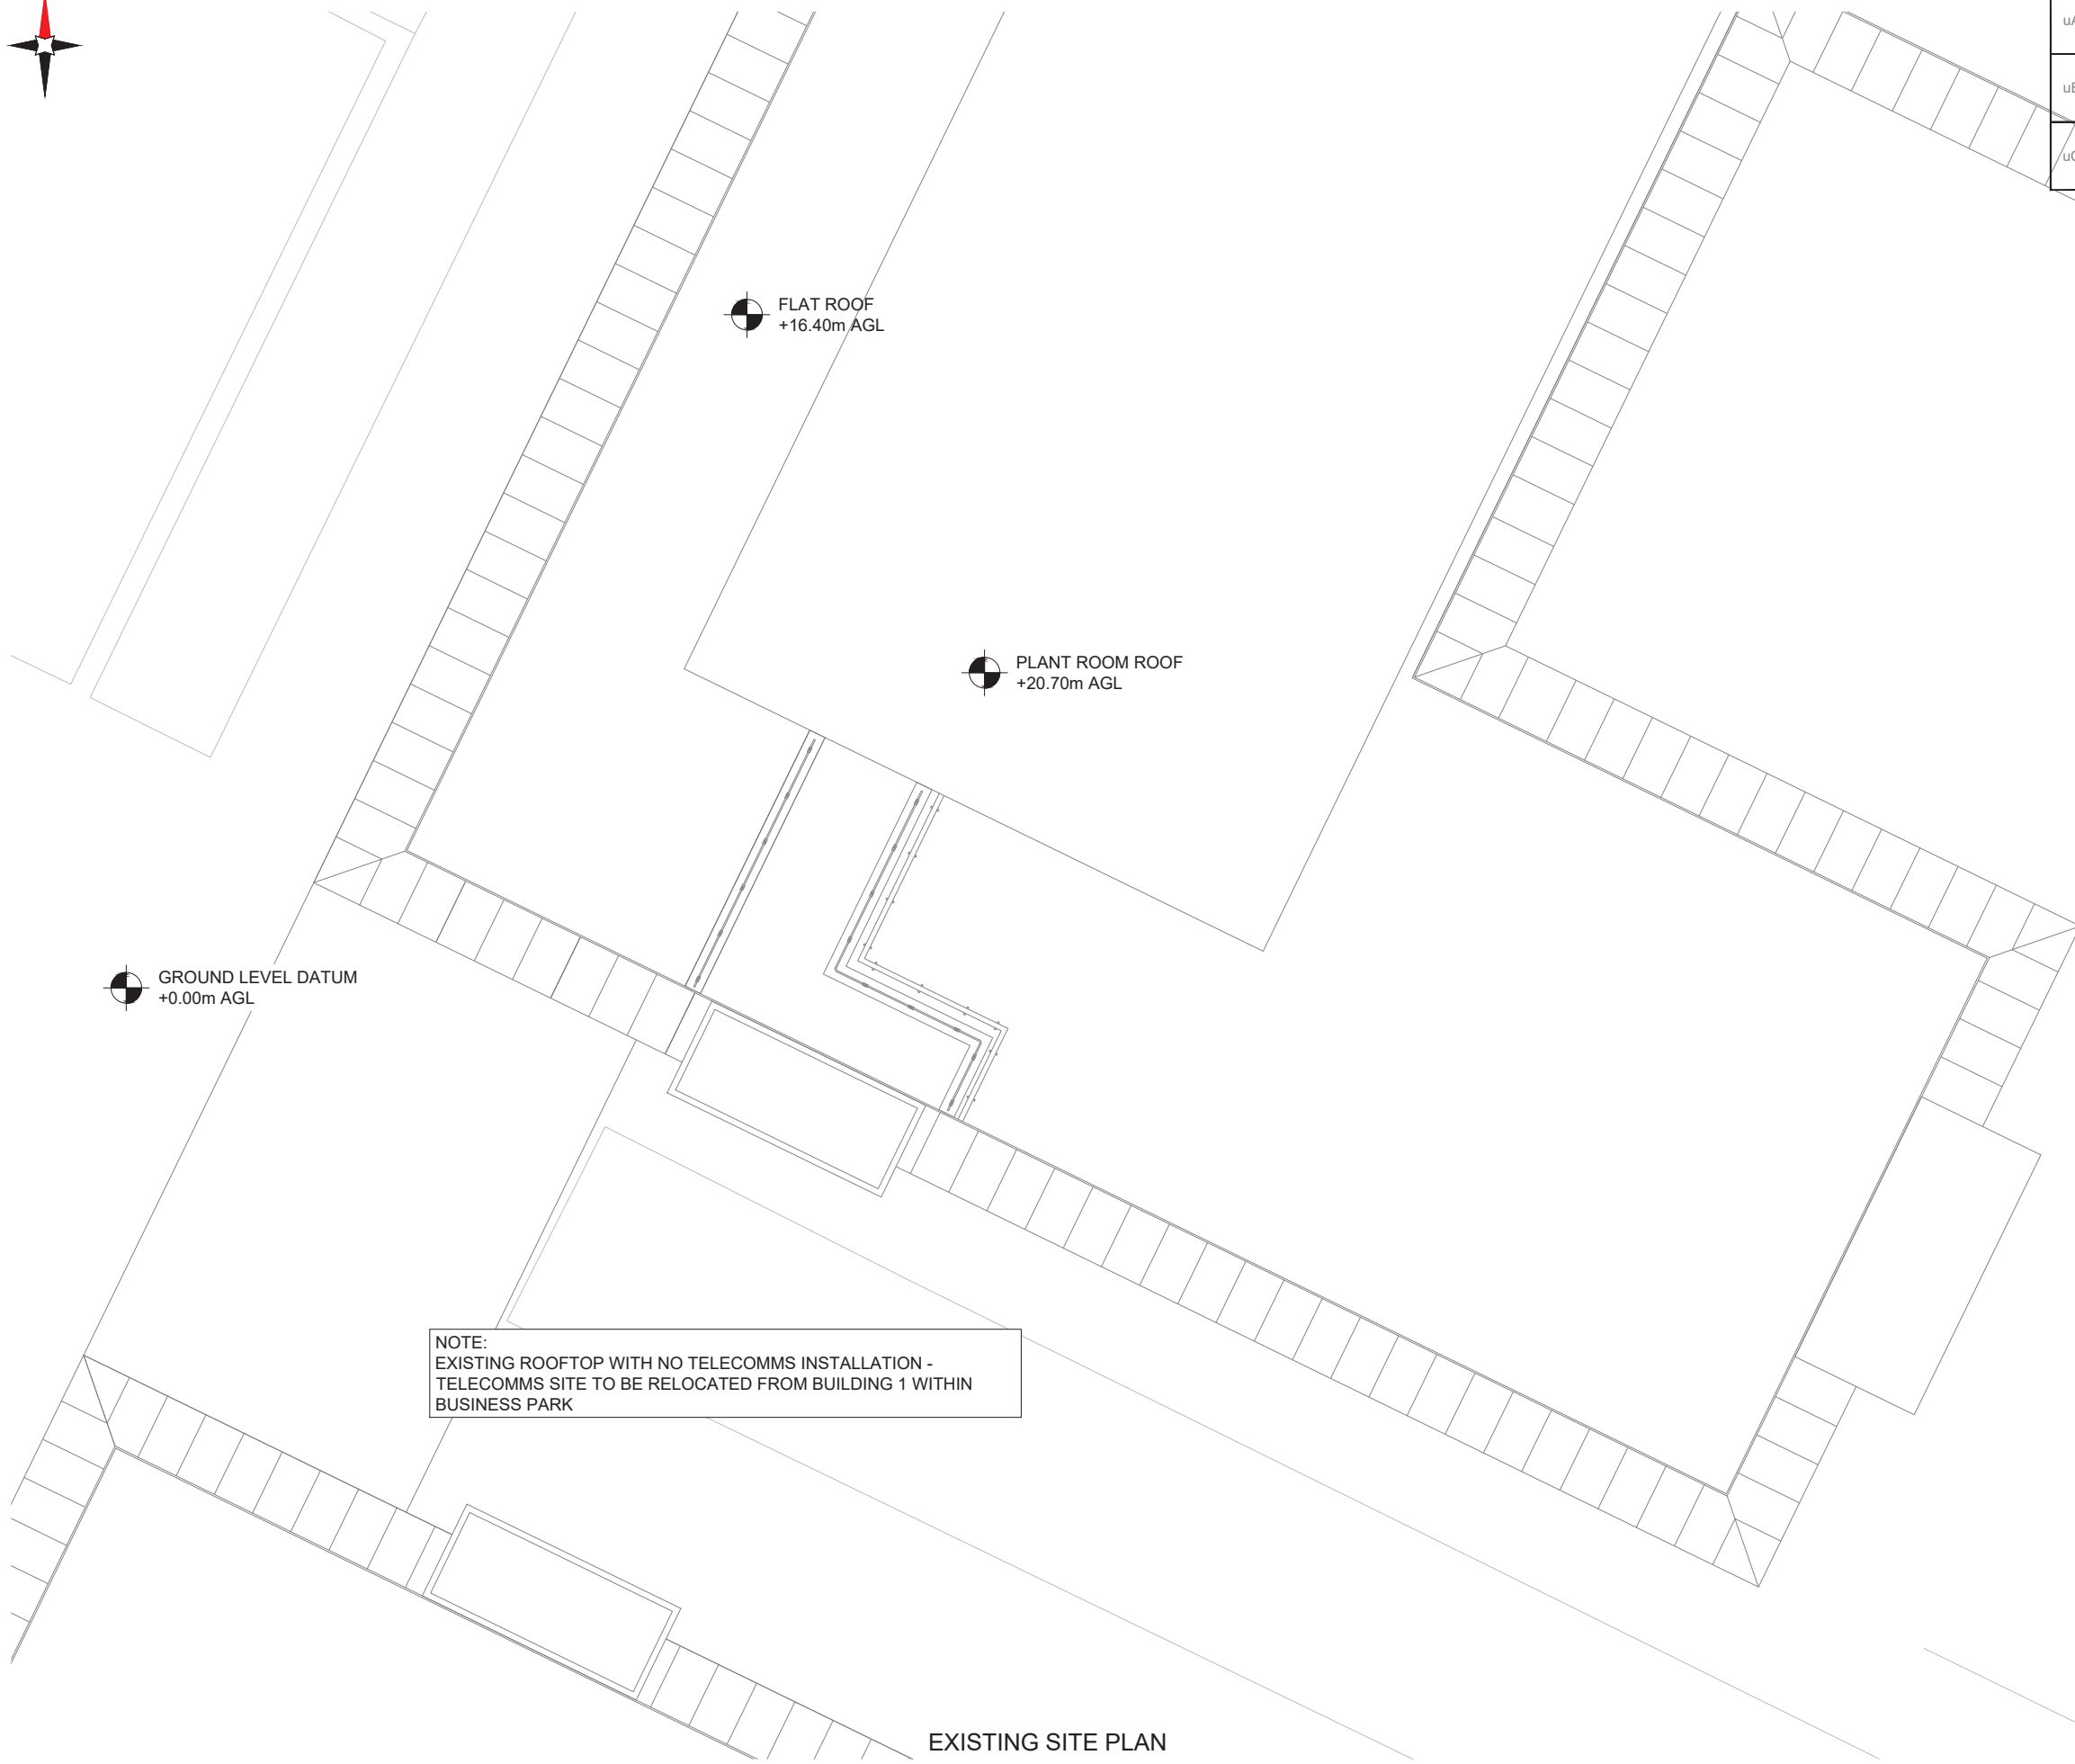 FLAT ROOF
+16.40m AGL
PLANT ROOM ROOF
+20.70m AGL
GROUND LEVEL DATUM
+0.00m AGL
NOTE:
EXISTING ROOFTOP WITH NO TELECOMMS INSTALLATION -
TELECOMMS SITE TO BE RELOCATED FROM BUILDING 1 WITHIN
BUSINESS PARK
EXISTING SITE PLAN